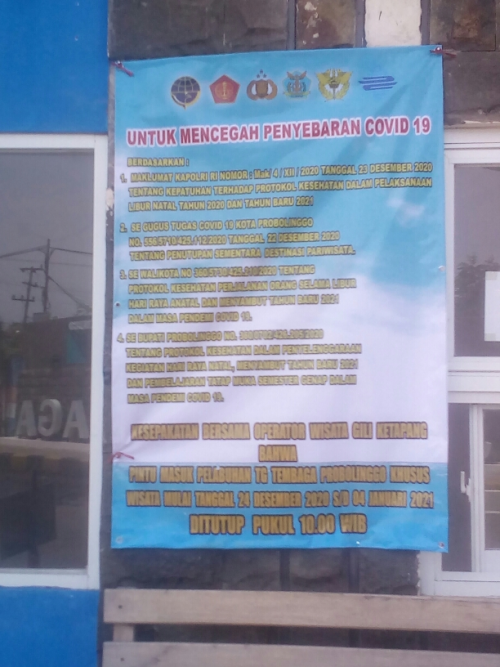 UNTUK MENCEGAH PENYEBARAN COVID 19
BERDASARKAN :
1. MAKLUMAT KAPOLRI RI NOMOR : Mak 4 / XII / 2020 TANGGAL 23 DESEMBER 2020
TENTANG KEPATUHAN TERHADAP PROTOKOL KESEHATAN DALAM PELAKSANAAN
LIBUR NATAL TAHUN 2020 DAN TAHUN BARU 2021
2. SE GUGUS TUGAS COVID 19 KOTA PROBOLINGGO
NO. TANGGAL, 22 DESEMBER 2020
TENTANG PENUTUPAN SEMENTARA DESTINASI PARIWISATA.
3. SE WALIKOTA NO TENTANG
PROTOKOL KESEHATAN PERJALANAN ORANG SELAMA LIBUR
HARI RAYA ANATAL DAN MENYAMBUT TAHUN BARU 2021
DALAM MASA PENDEMI COVID 19.
4. SE BUPATI PROBOLINGGO NO.
TENTANG PROTOKOL KESEHATAN DALAM PENYELENGGARAAN
KEGIATAN HARI RAYA NATAL, MENYAMBUT TAHUN BARU 2021
DAN PEMBELAJARAN TATAP MUKA SEMESTER GENAP DALAM
MASA PENDEMI COVID 19.
KESEPAKATAN BERSAMA OPERATOR WISATA GILI KETAPANG
BAHWA
PINTU MASUK PELABUHAN TG TEMBAGA PROBOLINGGO KHUSUS
WISATA MULAI TANGGAL 24 DESEMBER 2020 S/D 04 JANUARI 2021
DITUTUP PUKUL 10.00 WIB